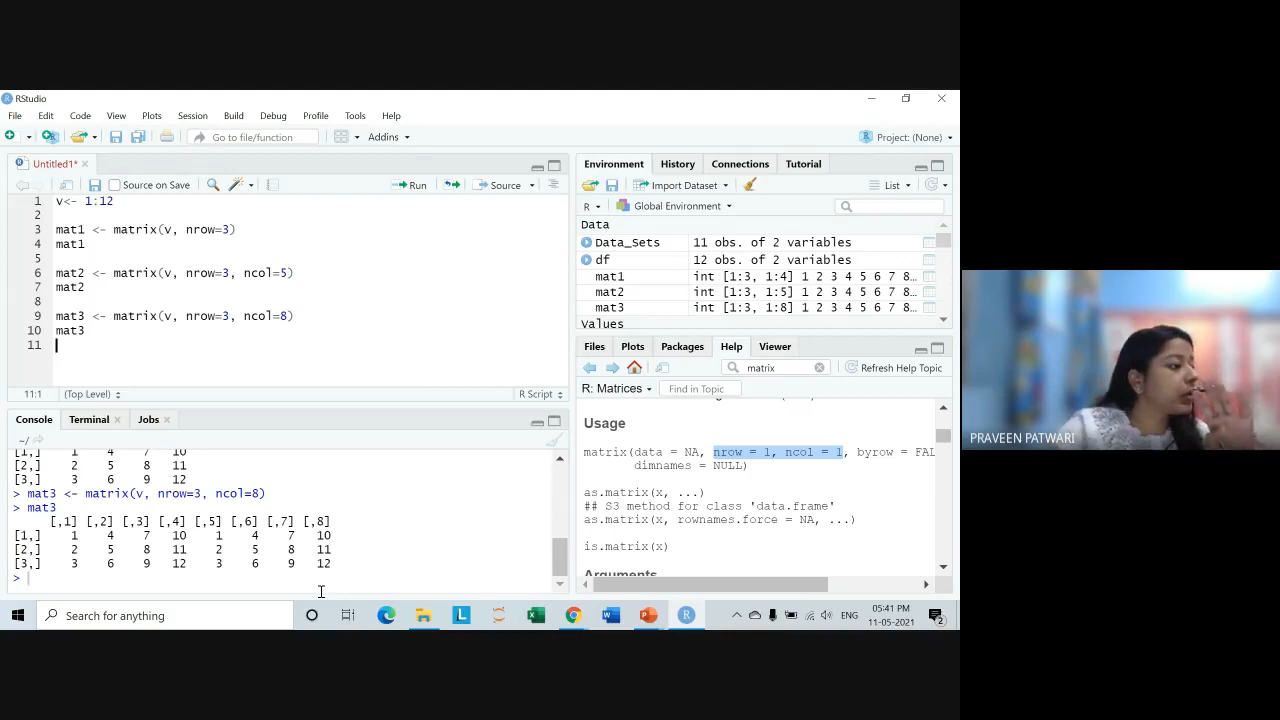 RStudio
File Edit Code View Plots Session Build Debug Profile Tools Help
Go to file/function Addins Project: (None)
Untitled1*
Source on Save Run Source
1 v<- 1:12
2
3 mat1 <- matrix(v, nrow=3)
4 mat1
5
6 mat2 <- matrix(v, nrow=3, ncol=5)
7 mat2
8
9 mat3 <- matrix(v, nrow=3, ncol=8)
10 mat3
11
11:1 (Top Level) R Script
Console Terminal Jobs
~/
[1,] 1 4 7 10
[2,] 2 5 8 11
[3,] 3 6 9 12
> mat3 <- matrix(v, nrow=3, ncol=8)
> mat3
[,1] [,2] [,3] [,4] [,5] [,6] [,7] [,8]
[1,] 1 4 7 10 1 4 7 10
[2,] 2 5 8 11 2 5 8 11
[3,] 3 6 9 12 3 6 9 12
>
Environment History Connections Tutorial
Import Dataset List
R Global Environment
Data
Data_Sets 11 obs. of 2 variables
df 12 obs. of 2 variables
mat1 int [1:3, 1:4] 1 2 3 4 5 6 7 8…
mat2 int [1:3, 1:5] 1 2 3 4 5 6 7 8…
mat3 int [1:3, 1:8] 1 2 3 4 5 6 7 8…
Values
Files Plots Packages Help Viewer
matrix Refresh Help Topic
R: Matrices Find in Topic
Usage
matrix(data = NA, nrow = 1, ncol = 1, byrow = FAL
dimnames = NULL)
as.matrix(x, ...)
## S3 method for class 'data.frame'
as.matrix(x, rownames.force = NA, ...)
is.matrix(x)
Arguments
Search for anything
ENG
05:41 PM
11-05-2021
2
PRAVEEN PATWARI